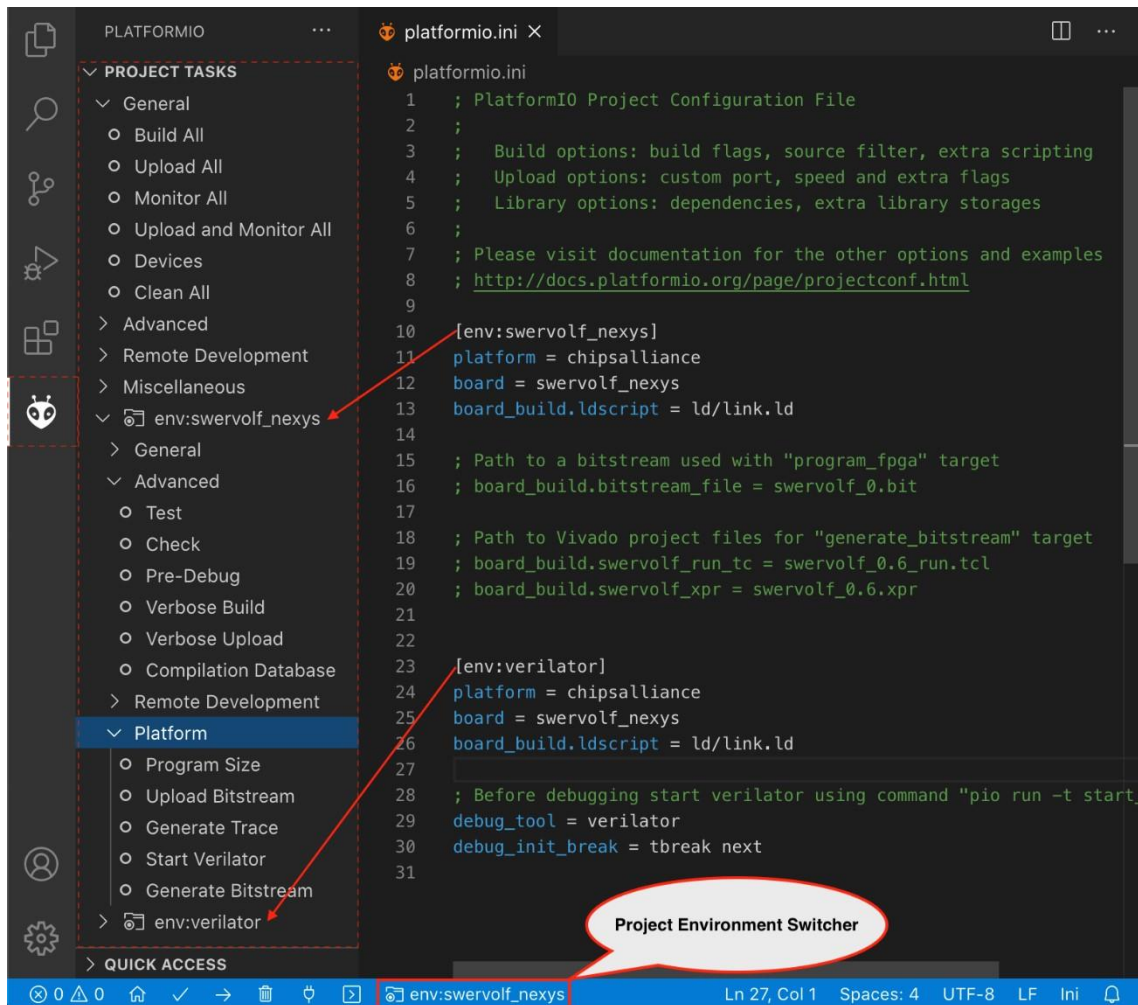 PLATFORMIO
PROJECT TASKS
General
Build All
Upload All
Monitor All
Upload and Monitor All
Devices
Clean All
Advanced
Remote Development
Miscellaneous
env:swervolf_nexys
General
Advanced
Test
Check
Pre-Debug
Verbose Build
Verbose Upload
Compilation Database
Remote Development
Platform
Program Size
Upload Bitstream
Generate Trace
Start Verilator
Generate Bitstream
env:verilator
QUICK ACCESS
platformio.ini
platformio.ini
1 ; PlatformIO Project Configuration File
2 ;
3 ;   Build options: build flags, source filter, extra scripting
4 ;   Upload options: custom port, speed and extra flags
5 ;   Library options: dependencies, extra library storages
6 ;
7 ; Please visit documentation for the other options and examples
8 ; http://docs.platformio.org/page/projectconf.html
9
10 [env:swervolf_nexys]
11 platform = chipsalliance
12 board = swervolf_nexys
13 board_build.ldscript = ld/link.ld
14
15 ; Path to a bitstream used with "program_fpga" target
16 ; board_build.bitstream_file = swervolf_0.bit
17
18 ; Path to Vivado project files for "generate_bitstream" target
19 ; board_build.swervolf_run_tc = swervolf_0.6_run.tcl
20 ; board_build.swervolf_xpr = swervolf_0.6.xpr
21
22
23 [env:verilator]
24 platform = chipsalliance
25 board = swervolf_nexys
26 board_build.ldscript = ld/link.ld
27
28 ; Before debugging start verilator using command "pio run -t start_
29 debug_tool = verilator
30 debug_init_break = tbreak next
31
Project Environment Switcher
0 0 env:swervolf_nexys Ln 27, Col 1 Spaces: 4 UTF-8 LF Ini